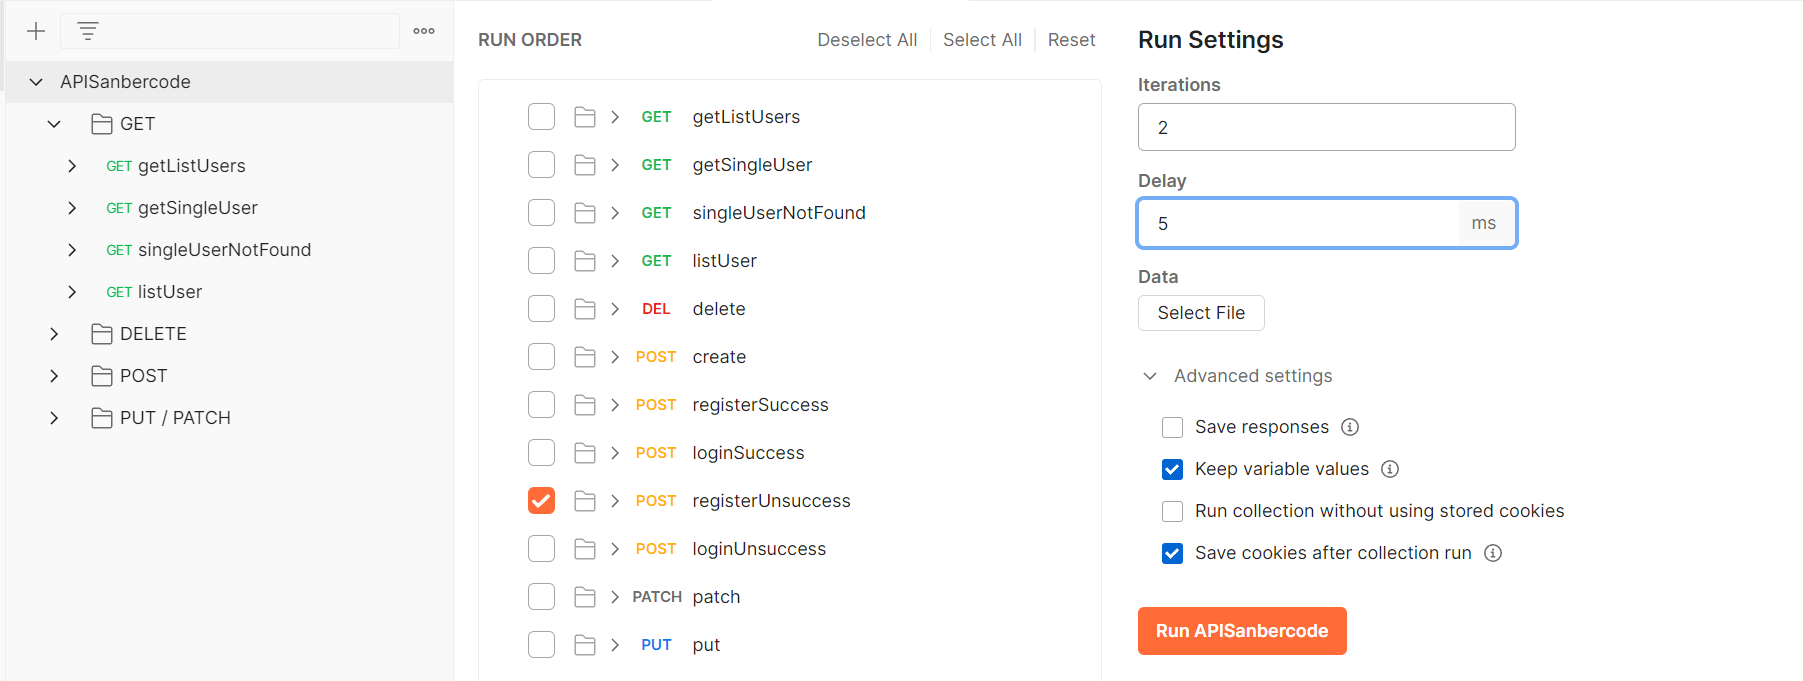 APISanbercode
GET
GET getListUsers
GET getSingleUser
GET singleUserNotFound
GET listUser
DELETE
POST
PUT / PATCH
RUN ORDER
Deselect All
Select All
Reset
GET getListUsers
GET getSingleUser
GET singleUserNotFound
GET listUser
DEL delete
POST create
POST registerSuccess
POST loginSuccess
POST registerUnsuccess
POST loginUnsuccess
PATCH patch
PUT put
Run Settings
Iterations
2
Delay
5 ms
Data
Select File
Advanced settings
Save responses
Keep variable values
Run collection without using stored cookies
Save cookies after collection run
Run APISanbercode